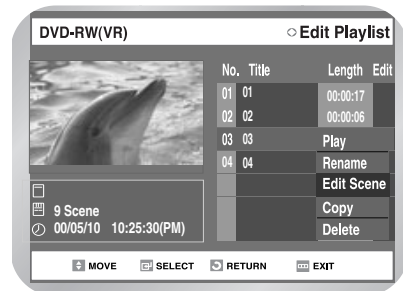 DVD-RW(VR) Edit Playlist
No. Title Length Edit
01 01 00:00:17
02 02 00:00:06
03 03 Play
04 04 Rename
Edit Scene
Copy
Delete
9 Scene
00/05/10 10:25:30(PM)
MOVE SELECT RETURN EXIT